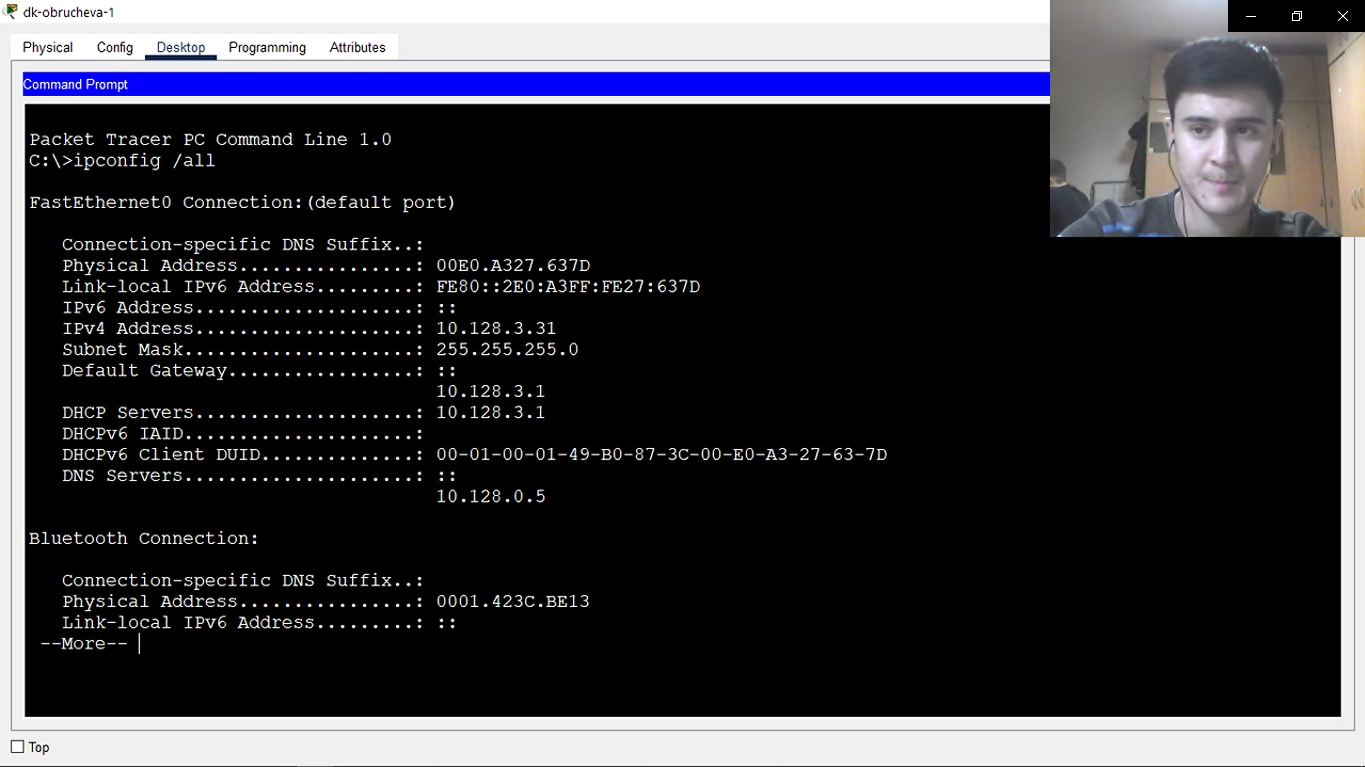 dk-obrucheva-1
Physical Config Desktop Programming Attributes
Command Prompt
Packet Tracer PC Command Line 1.0
C:\>ipconfig /all
FastEthernet0 Connection:(default port)
Connection-specific DNS Suffix..:
Physical Address................: 00E0.A327.637D
Link-local IPv6 Address.........: FE80::2E0:A3FF:FE27:637D
IPv6 Address....................: ::
IPv4 Address....................: 10.128.3.31
Subnet Mask.....................: 255.255.255.0
Default Gateway.................: ::
10.128.3.1
DHCP Servers....................: 10.128.3.1
DHCPv6 IAID.....................:
DHCPv6 Client DUID..............: 00-01-00-01-49-B0-87-3C-00-E0-A3-27-63-7D
DNS Servers.....................: ::
10.128.0.5
Bluetooth Connection:
Connection-specific DNS Suffix..:
Physical Address................: 0001.423C.BE13
Link-local IPv6 Address.........: ::
--More--
Top